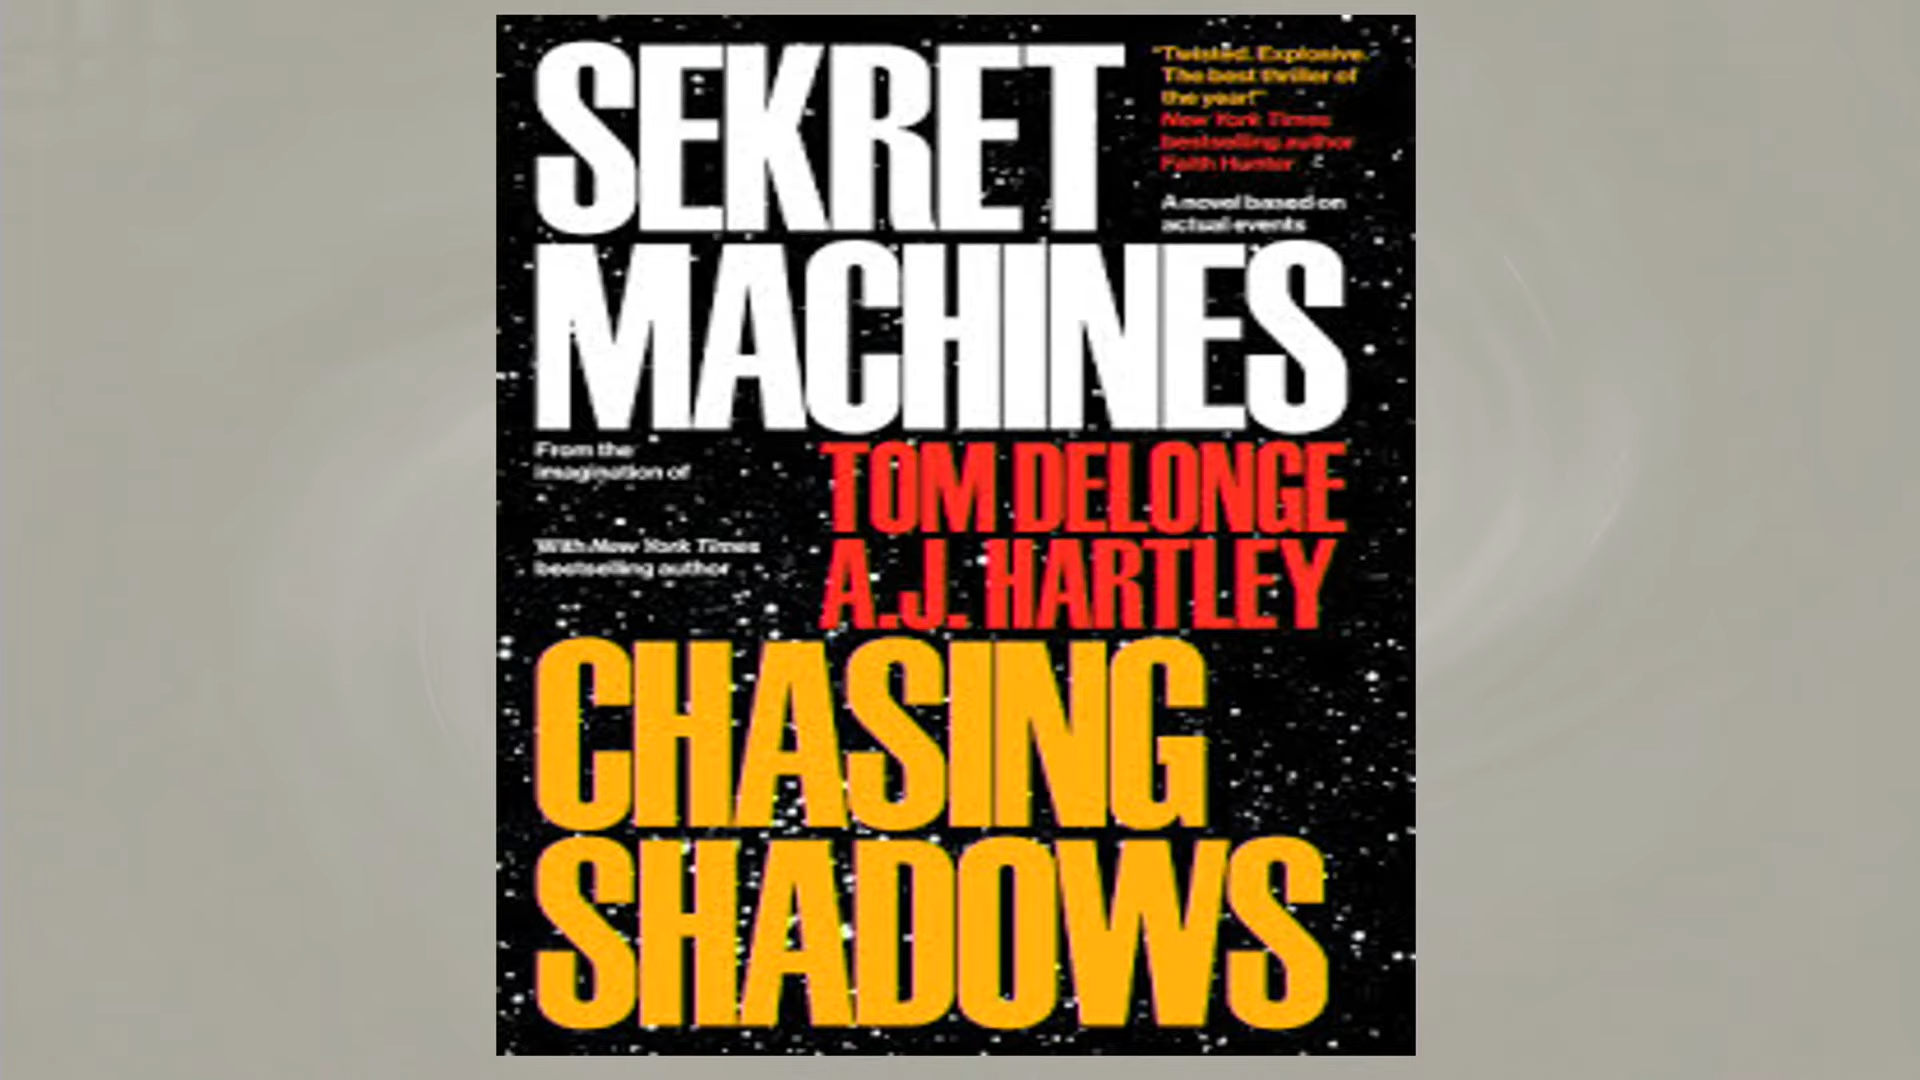 SEKRET
"Twisted. Explosive.
The best thriller of
the year!"
New York Times
bestselling author
Faith Hunter
A novel based on
actual events
MACHINES
From the
imagination of
TOM DELONGE
With New York Times
bestselling author
A.J. HARTLEY
CHASING
SHADOWS